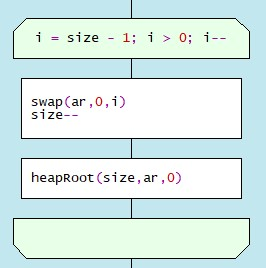 i = size - 1; i > 0; i--
swap(ar,0,i)
size--
heapRoot(size,ar,0)